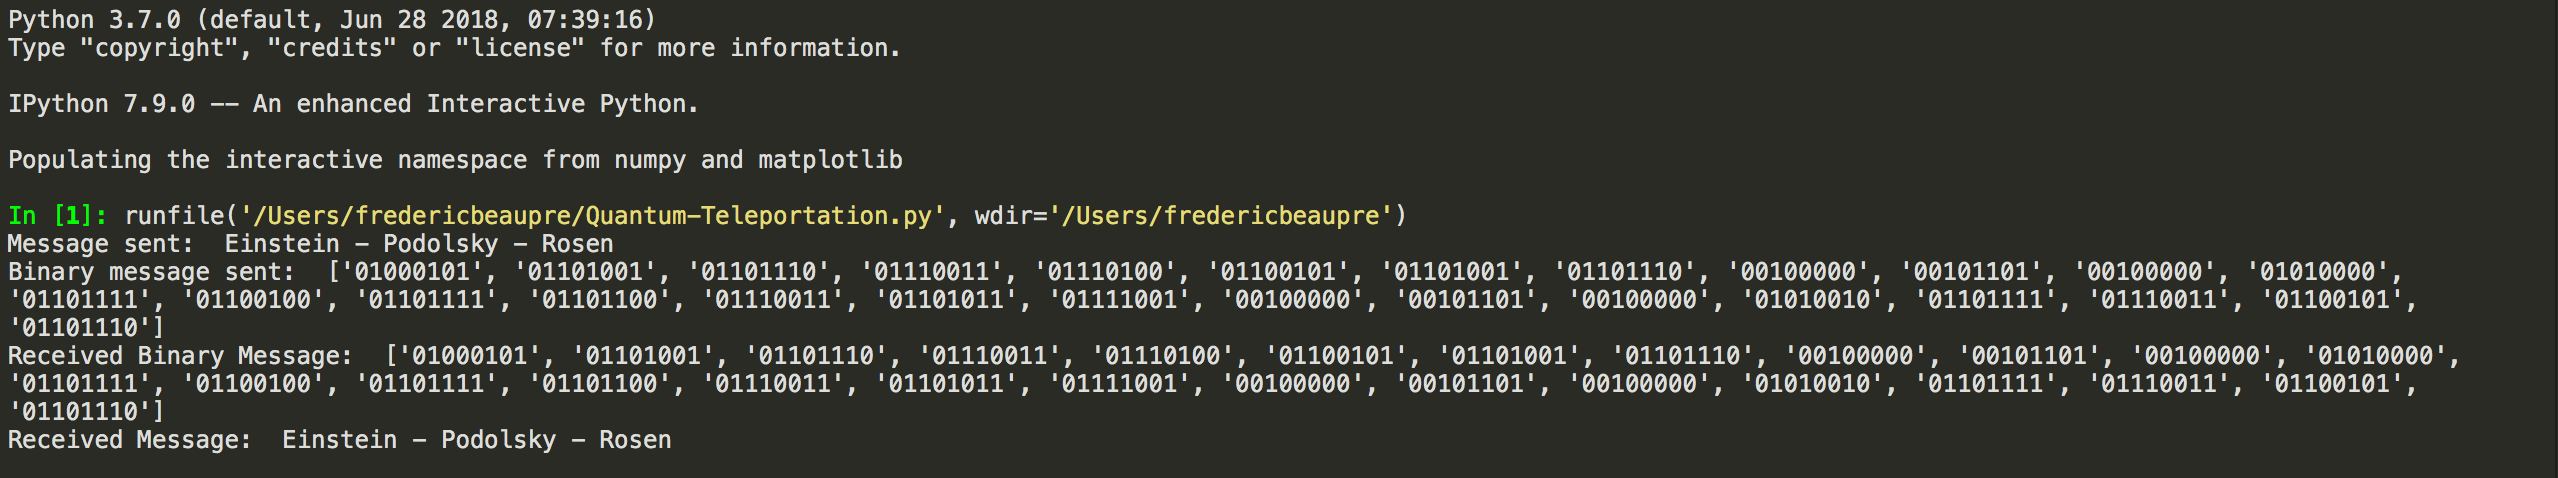 Python 3.7.0 (default, Jun 28 2018, 07:39:16)
Type "copyright", "credits" or "license" for more information.
IPython 7.9.0 -- An enhanced Interactive Python.
Populating the interactive namespace from numpy and matplotlib
In [1]: runfile('/Users/fredericbeaupre/Quantum-Teleportation.py', wdir='/Users/fredericbeaupre')
Message sent:  Einstein - Podolsky - Rosen
Binary message sent:  ['01000101', '01101001', '01101110', '01110011', '01110100', '01100101', '01101001', '01101110', '00100000', '00101101', '00100000', '01010000',
'01101111', '01100100', '01101111', '01101100', '01110011', '01101011', '01111001', '00100000', '00101101', '00100000', '01010010', '01101111', '01110011', '01100101',
'01101110']
Received Binary Message:  ['01000101', '01101001', '01101110', '01110011', '01110100', '01100101', '01101001', '01101110', '00100000', '00101101', '00100000', '01010000',
'01101111', '01100100', '01101111', '01101100', '01110011', '01101011', '01111001', '00100000', '00101101', '00100000', '01010010', '01101111', '01110011', '01100101',
'01101110']
Received Message:  Einstein - Podolsky - Rosen